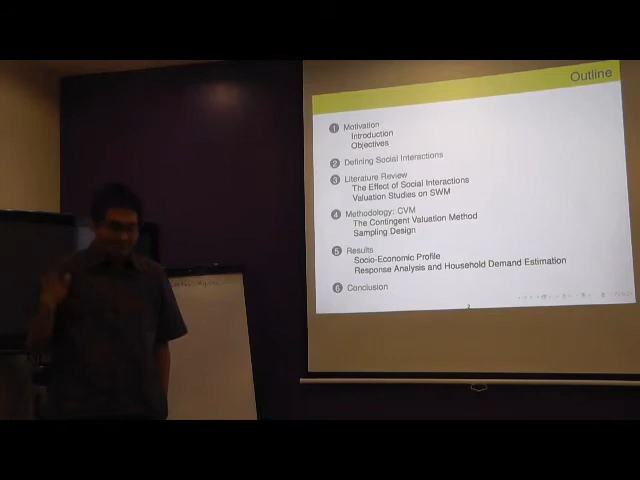 Outline
1 Motivation
Introduction
Objectives
2 Defining Social Interactions
3 Literature Review
The Effect of Social Interactions
Valuation Studies on SWM
4 Methodology: CVM
The Contingent Valuation Method
Sampling Design
5 Results
Socio-Economic Profile
Response Analysis and Household Demand Estimation
6 Conclusion